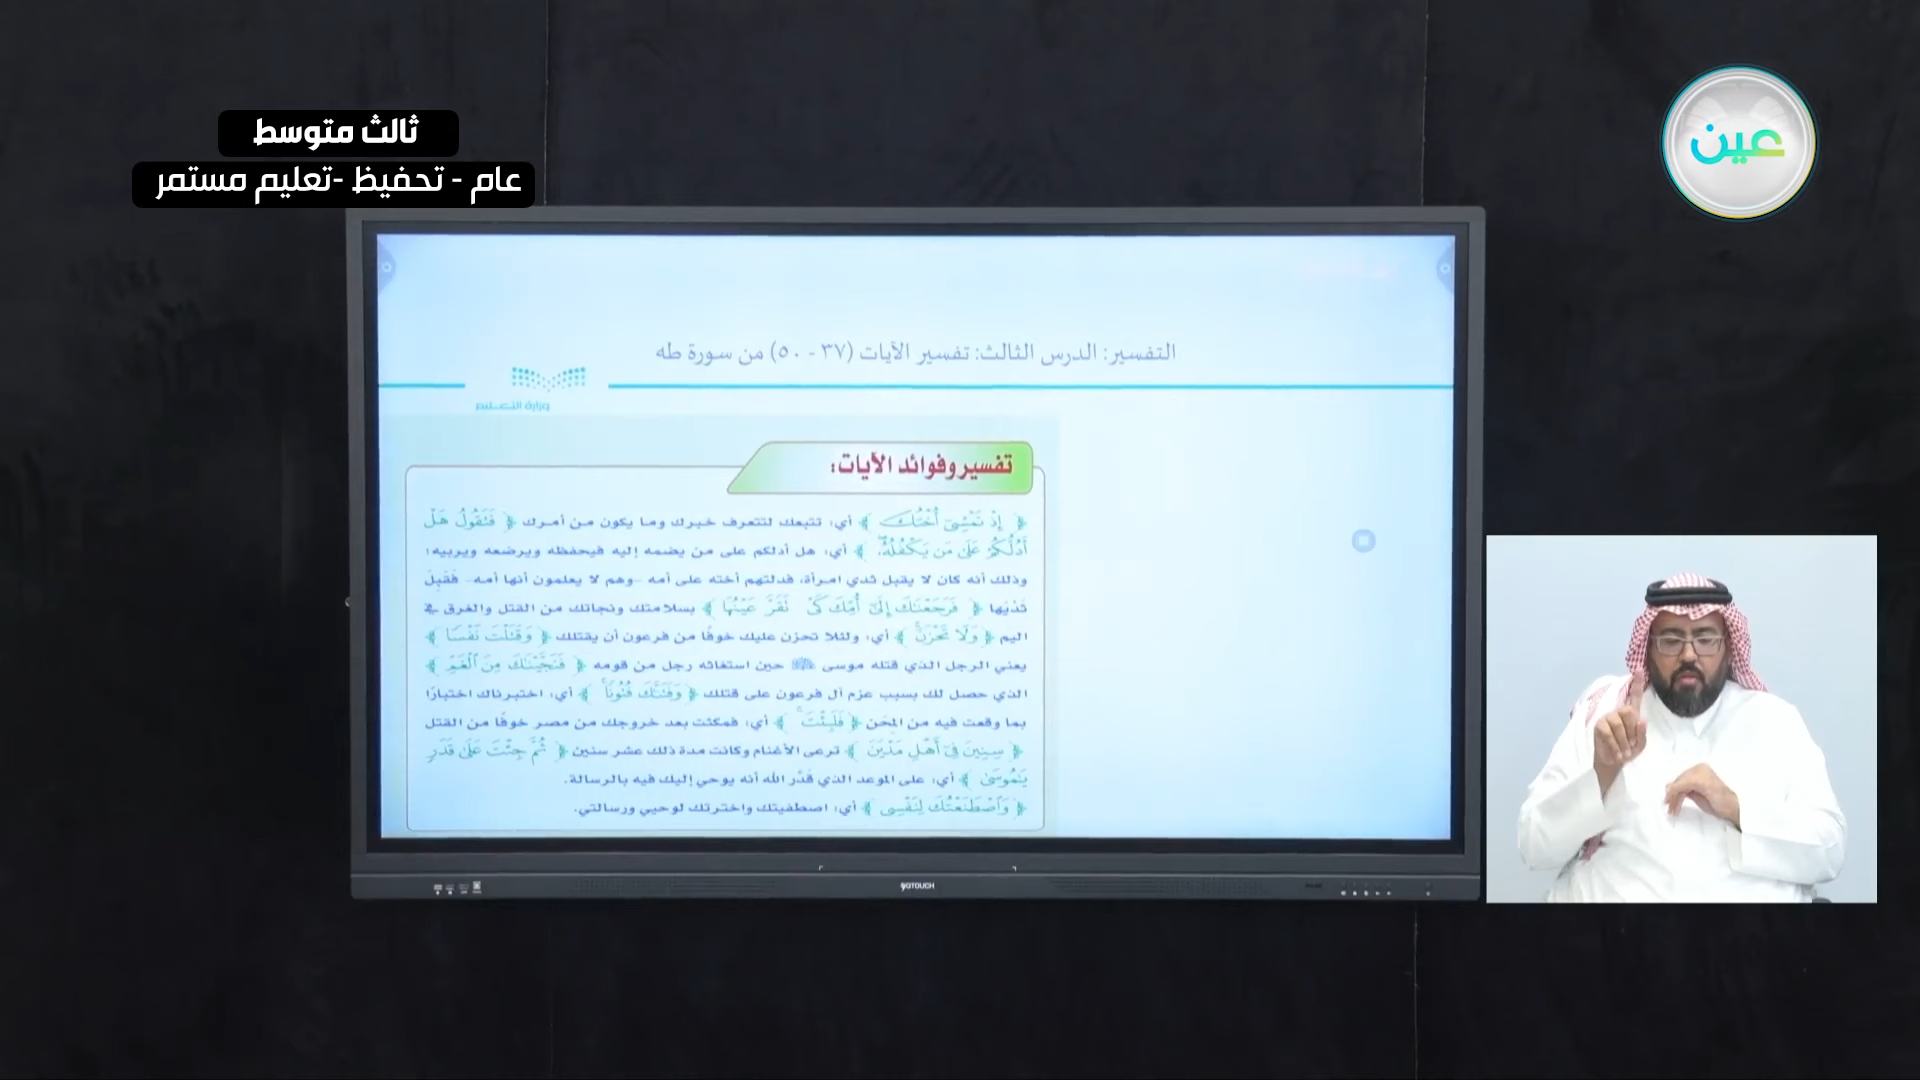 ثالث متوسط
عام - تحفيظ -تعليم مستمر
عين
التفسير: الدرس الثالث: تفسير الآيات (٣٧ - ٥٠) من سورة طه
وزارة التعليم
تفسير وفوائد الآيات:
﴿ إِذْ تَمْشِىٓ أُخْتُكَ ﴾ أي: تتبعك لتتعرف خبرك وما يكون من أمرك ﴿ فَتَقُولُ هَلْ
أَدُلُّكُمْ عَلَىٰ مَن يَكْفُلُهُۥ ﴾ أي: هل أدلكم على من يضمه إليه فيحفظه ويرضعه ويربيه؛
وذلك أنه كان لا يقبل ثدي امرأة، فدلتهم أخته على أمه -وهم لا يعلمون أنها أمه- فَقَبِلَ
ثديها ﴿ فَرَجَعْنَٰكَ إِلَىٰٓ أُمِّكَ كَىْ تَقَرَّ عَيْنُهَا ﴾ بسلامتك ونجاتك من القتل والغرق في
اليم ﴿ وَلَا تَحْزَنَ ﴾ أي: ولئلا تحزن عليك خوفًا من فرعون أن يقتلك ﴿ وَقَتَلْتَ نَفْسًا ﴾
يعني الرجل الذي قتله موسى ﷺ حين استغاثه رجل من قومه ﴿ فَنَجَّيْنَٰكَ مِنَ ٱلْغَمِّ ﴾
الذي حصل لك بسبب عزم آل فرعون على قتلك ﴿ وَفَتَنَّٰكَ فُتُونًا ﴾ أي: اختبرناك اختبارًا
بما وقعت فيه من المحن ﴿ فَلَبِثْتَ ﴾ أي: فمكثت بعد خروجك من مصر خوفًا من القتل
﴿ سِنِينَ فِىٓ أَهْلِ مَدْيَنَ ﴾ ترعى الأغنام وكانت مدة ذلك عشر سنين ﴿ ثُمَّ جِئْتَ عَلَىٰ قَدَرٍ
يَٰمُوسَىٰ ﴾ أي: على الموعد الذي قَدَّر الله أنه يوحي إليك فيه بالرسالة.
﴿ وَٱصْطَنَعْتُكَ لِنَفْسِى ﴾ أي: اصطفيتك واخترتك لوحيي ورسالتي.
YOTOUCH